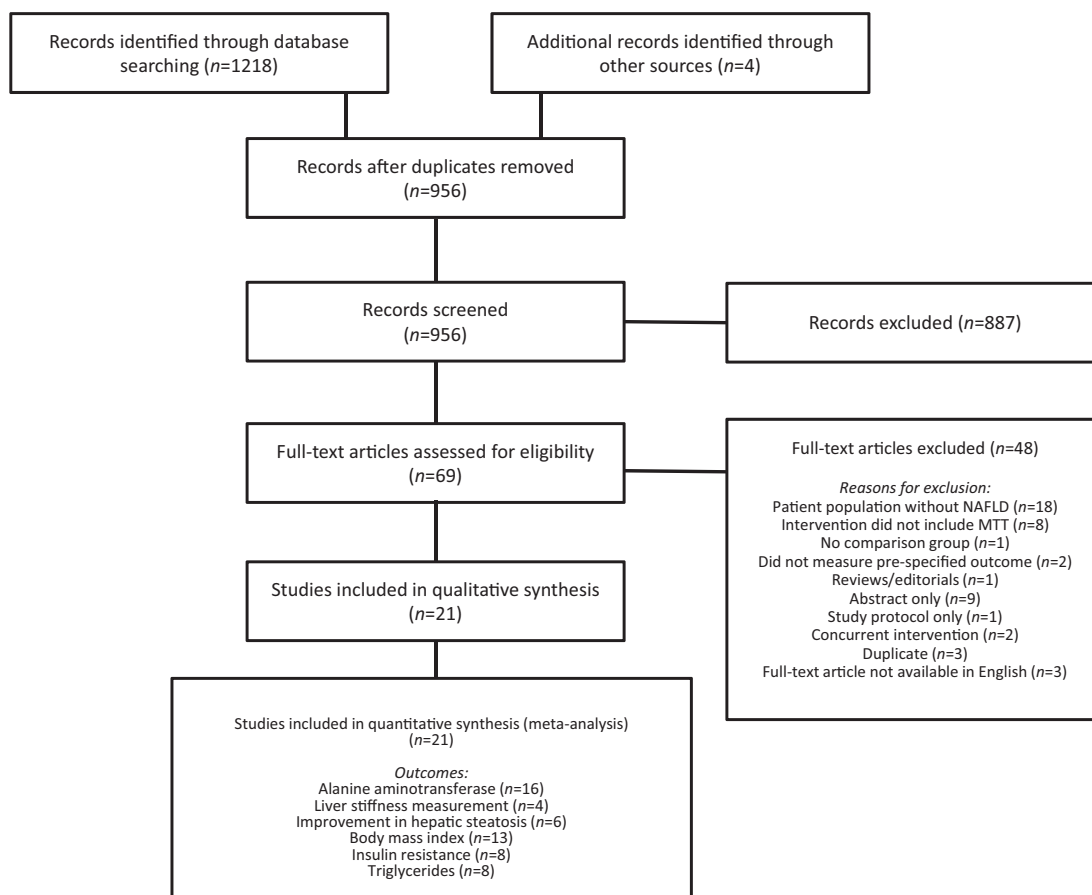 Records identified through database
searching (n=1218)
Additional records identified through
other sources (n=4)
Records after duplicates removed
(n=956)
Records screened
(n=956)
Records excluded (n=887)
Full-text articles assessed for eligibility
(n=69)
Full-text articles excluded (n=48)
Reasons for exclusion:
Patient population without NAFLD (n=18)
Intervention did not include MTT (n=8)
No comparison group (n=1)
Did not measure pre-specified outcome (n=2)
Reviews/editorials (n=1)
Abstract only (n=9)
Study protocol only (n=1)
Concurrent intervention (n=2)
Duplicate (n=3)
Full-text article not available in English (n=3)
Studies included in qualitative synthesis
(n=21)
Studies included in quantitative synthesis (meta-analysis)
(n=21)
Outcomes:
Alanine aminotransferase (n=16)
Liver stiffness measurement (n=4)
Improvement in hepatic steatosis (n=6)
Body mass index (n=13)
Insulin resistance (n=8)
Triglycerides (n=8)